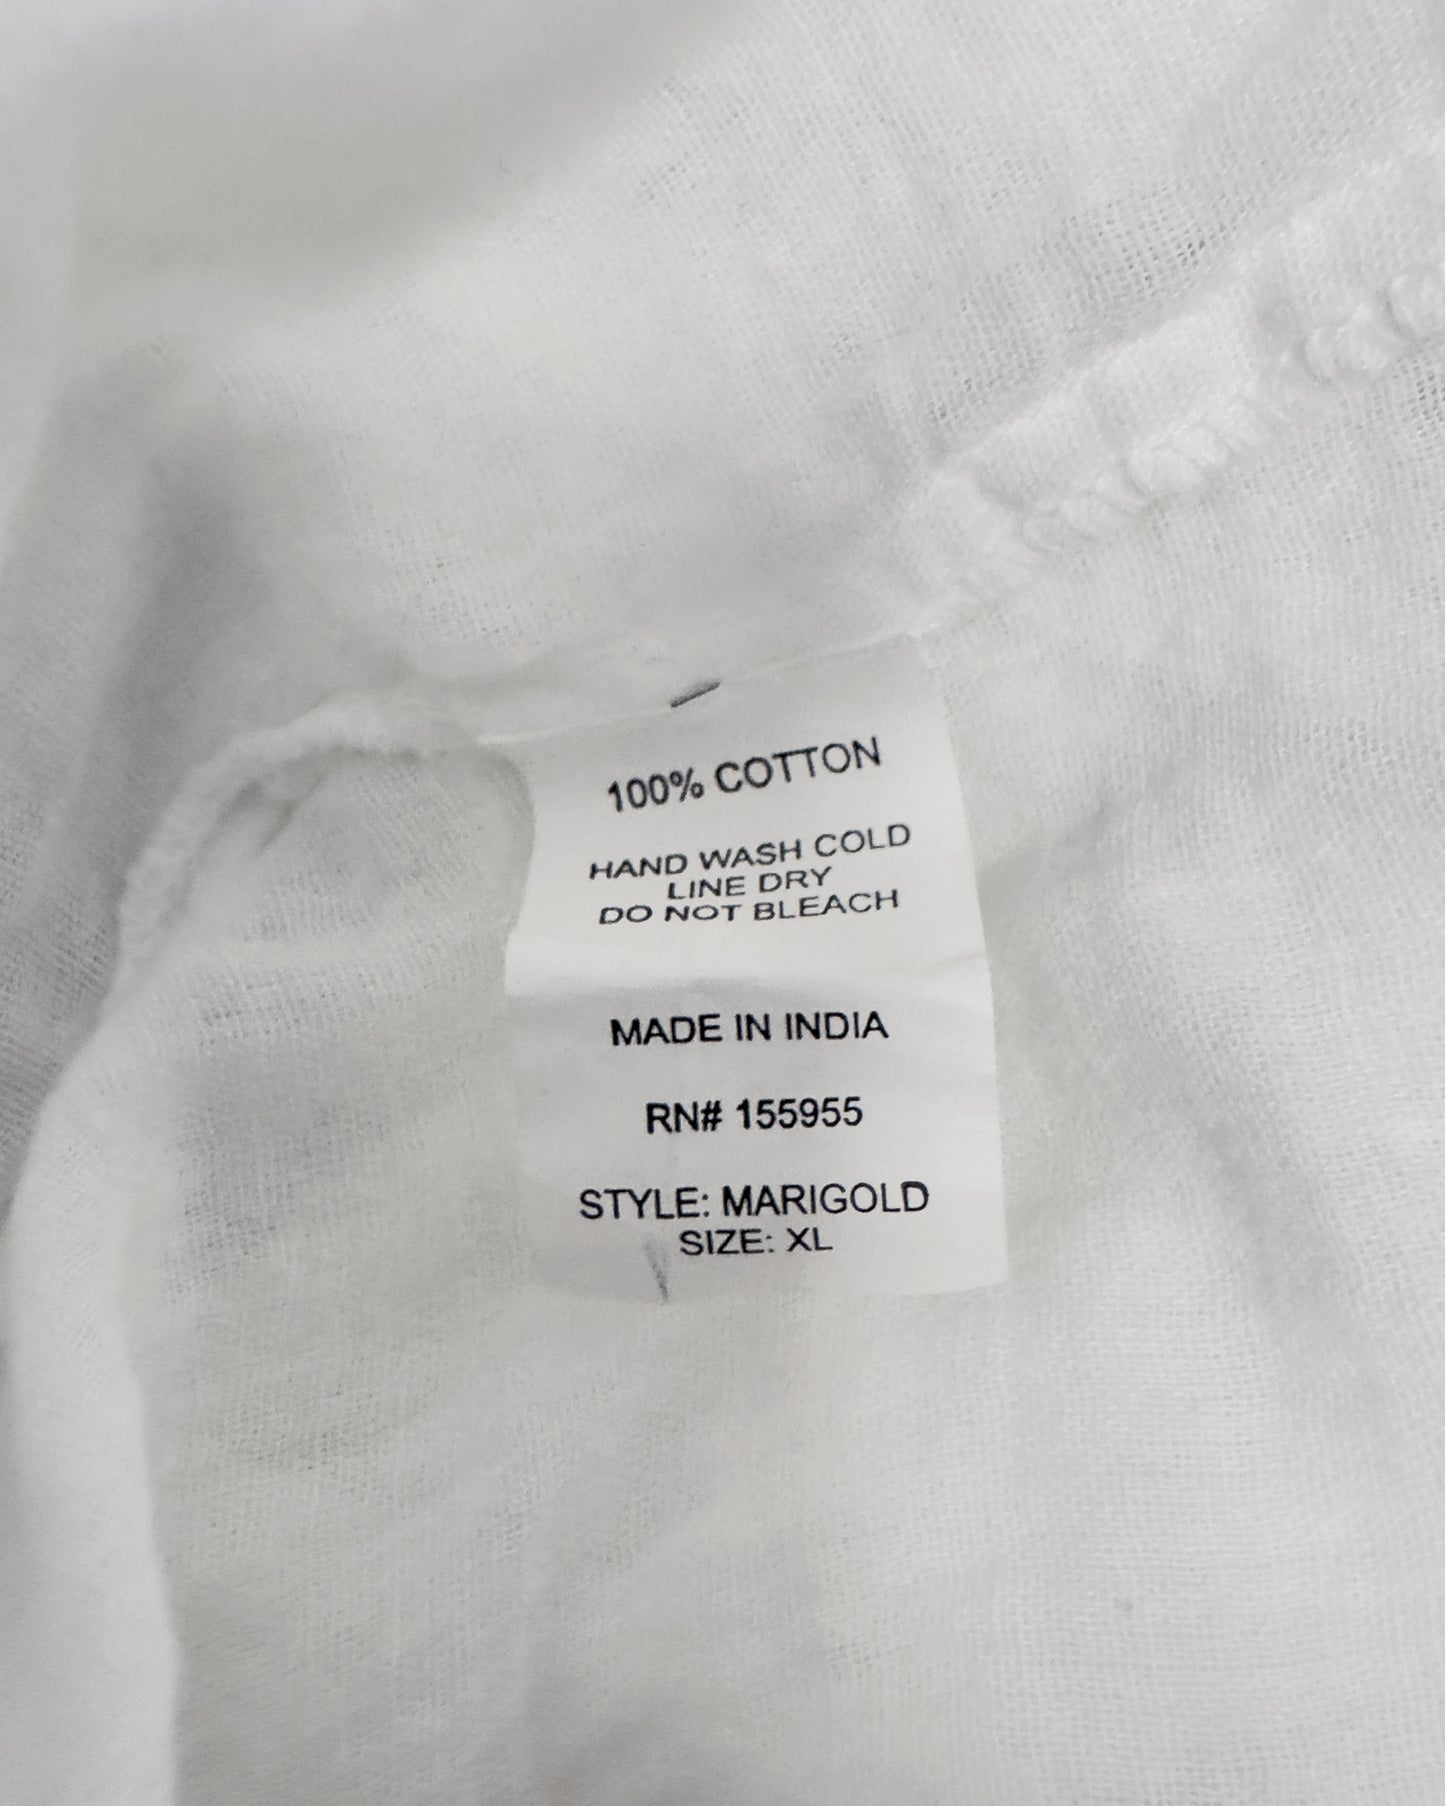 100% COTTON
HAND WASH COLD
LINE DRY
DO NOT BLEACH
MADE IN INDIA
RN# 155955
STYLE: MARIGOLD
SIZE: XL